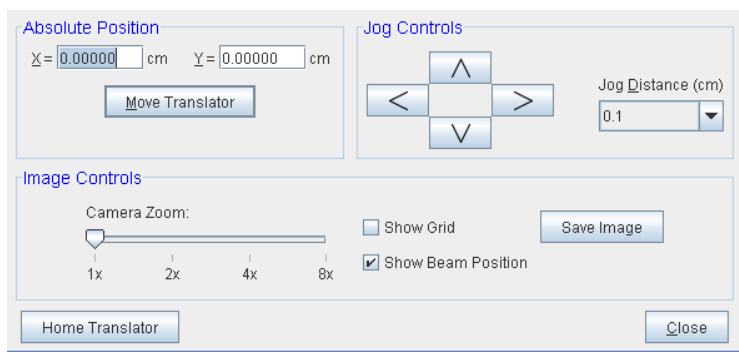 Absolute Position
X= 0.00000 cm Y= 0.00000 cm
Move Translator
Jog Controls
Jog Distance (cm)
0.1
Image Controls
Camera Zoom:
1x 2x 4x 8x
Show Grid
Show Beam Position
Save Image
Home Translator
Close